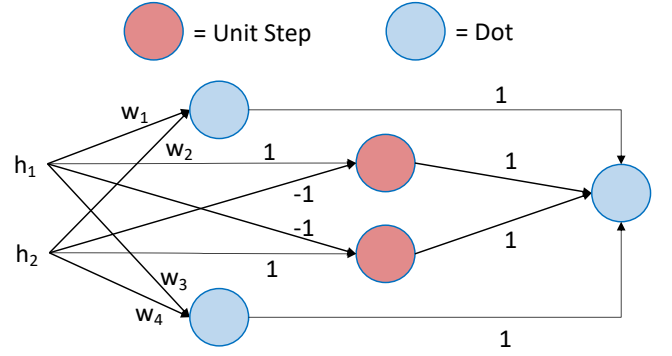 = Unit Step
= Dot
w₁
1
w₂
1
1
h₁
-1
-1
h₂
1
1
w₃
w₄
1